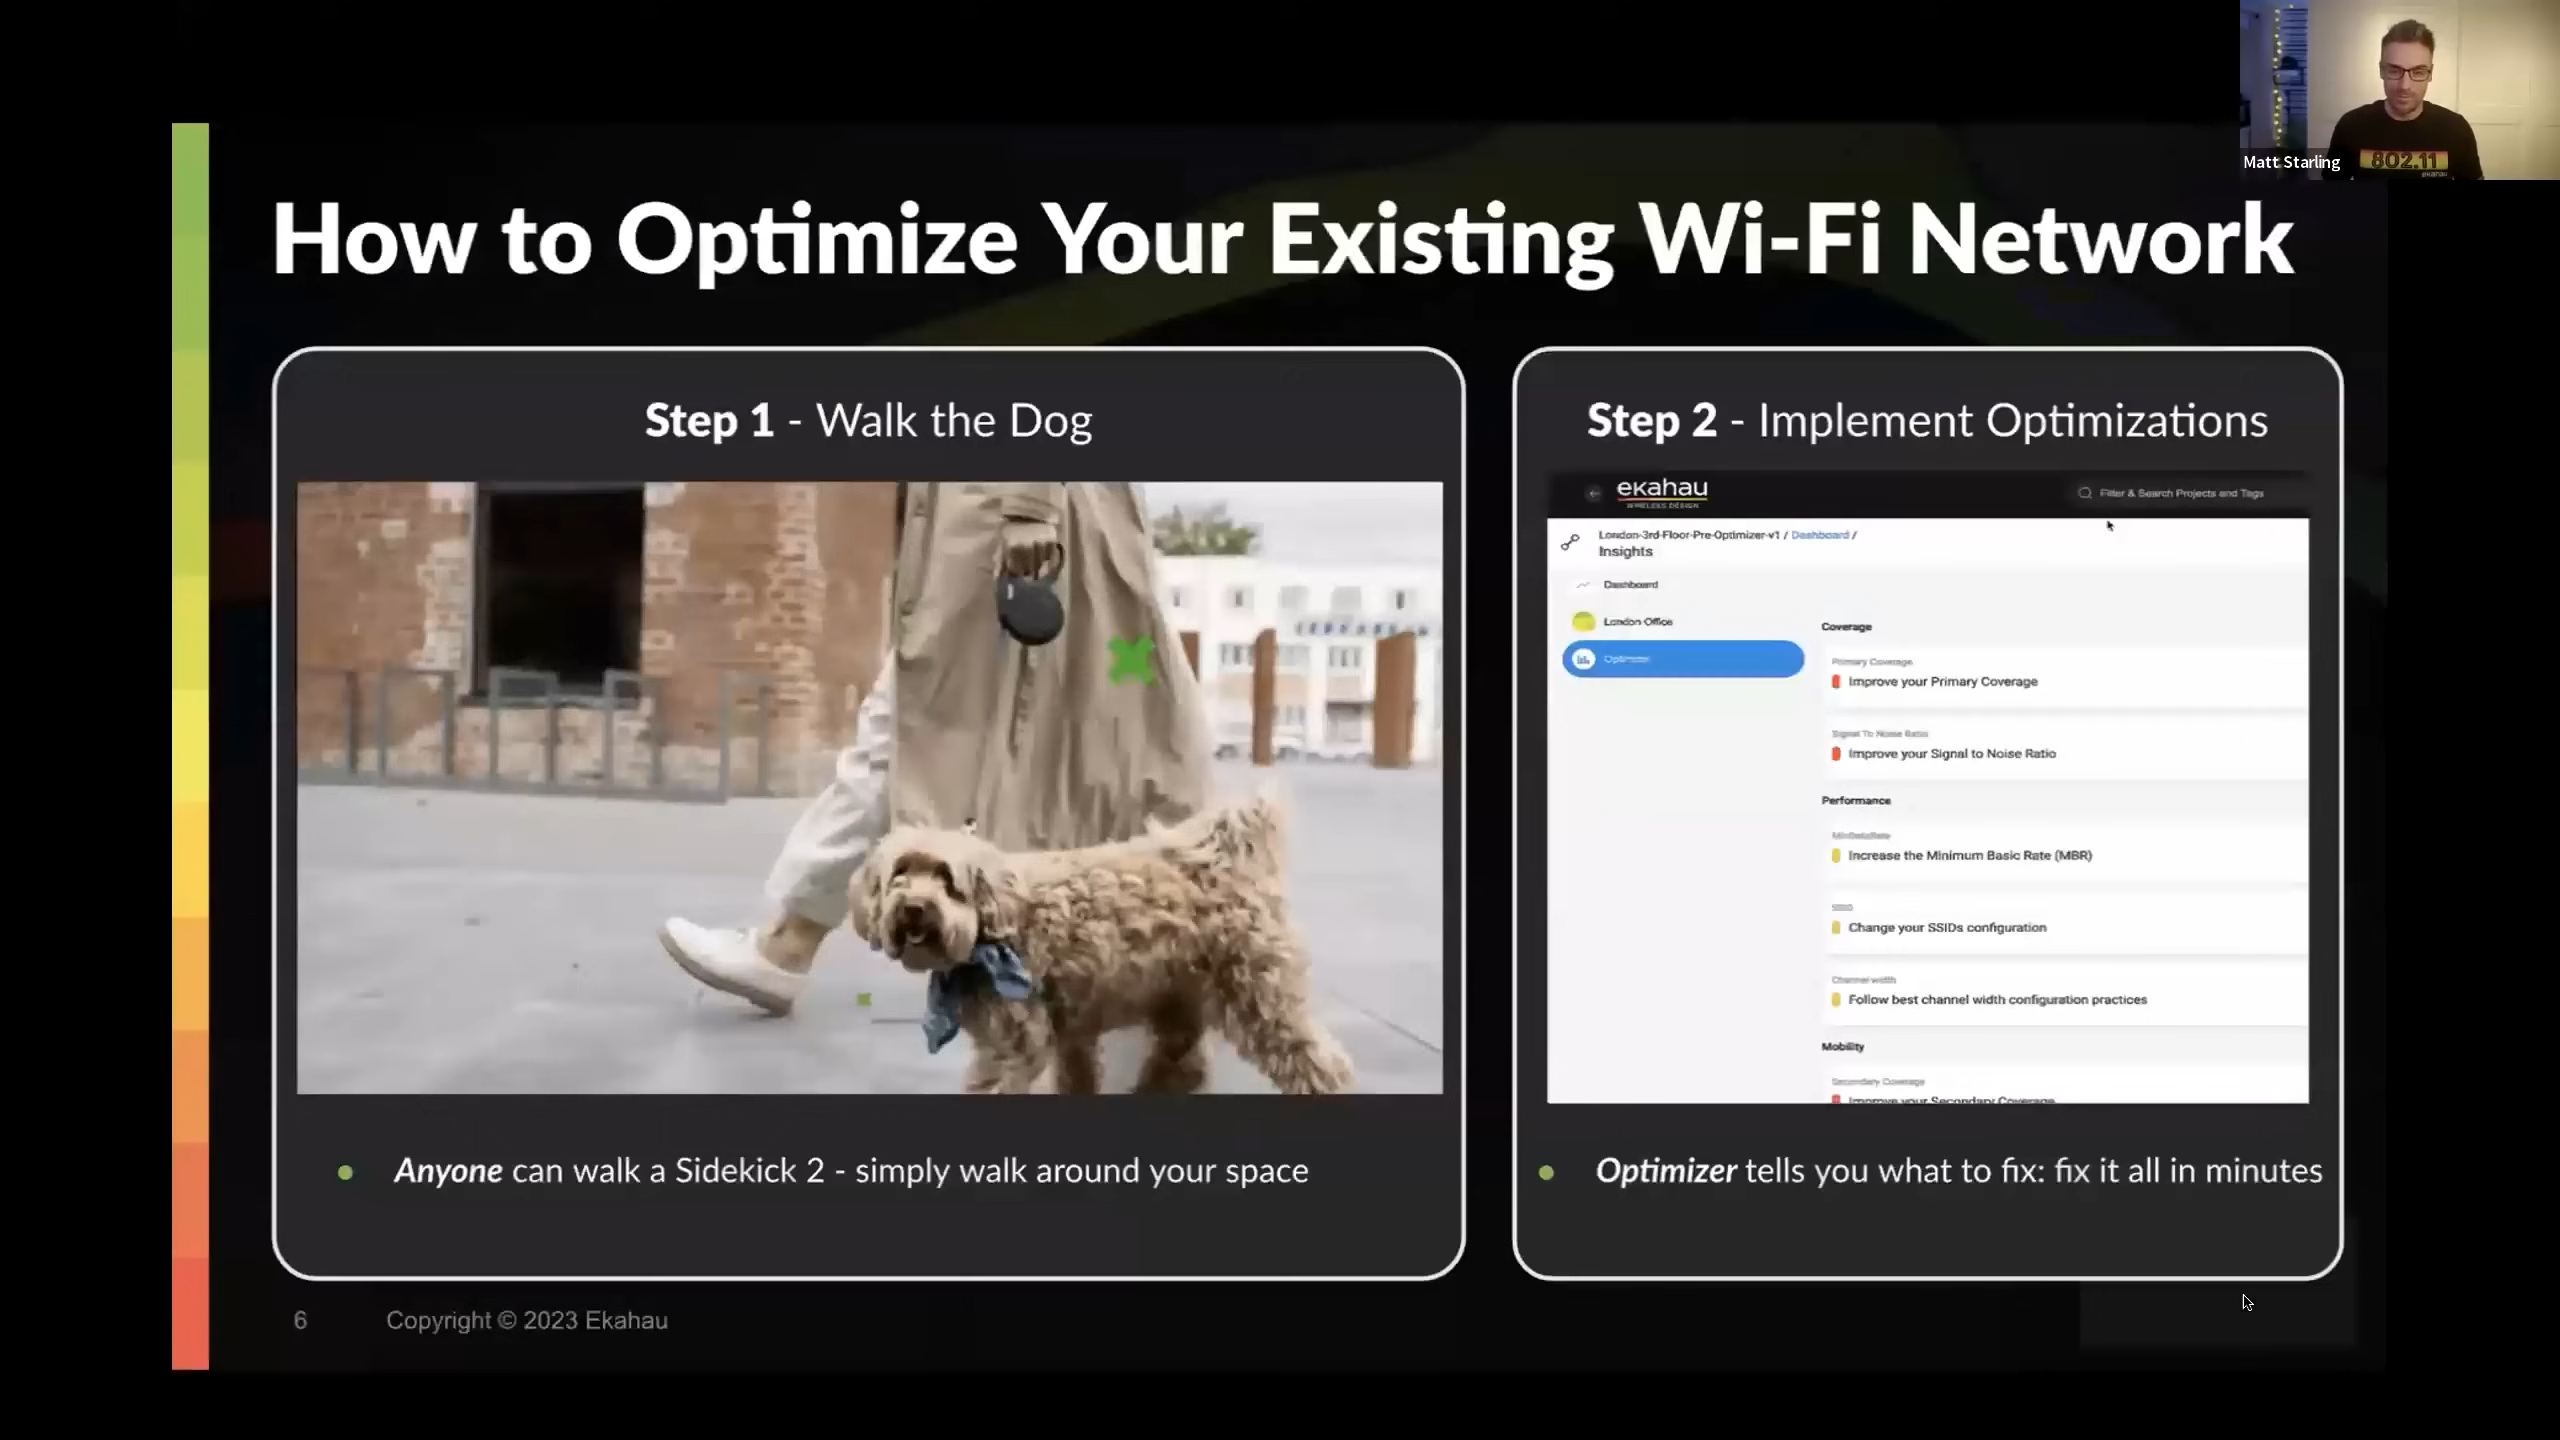 Matt Starling
802.11
ekahau
How to Optimize Your Existing Wi-Fi Network
Step 1 - Walk the Dog
Anyone can walk a Sidekick 2 - simply walk around your space
Step 2 - Implement Optimizations
ekahau
WIRELESS DESIGN
Filter & Search Projects and Tags
London-3rd-Floor-Pre-Optimizer-v1 / Dashboard /
Insights
Dashboard
London Office
Optimizer
Coverage
Primary Coverage
Improve your Primary Coverage
Signal To Noise Ratio
Improve your Signal to Noise Ratio
Performance
MinDataRate
Increase the Minimum Basic Rate (MBR)
SSID
Change your SSIDs configuration
Channel width
Follow best channel width configuration practices
Mobility
Secondary Coverage
Improve your Secondary Coverage
Optimizer tells you what to fix: fix it all in minutes
6
Copyright © 2023 Ekahau